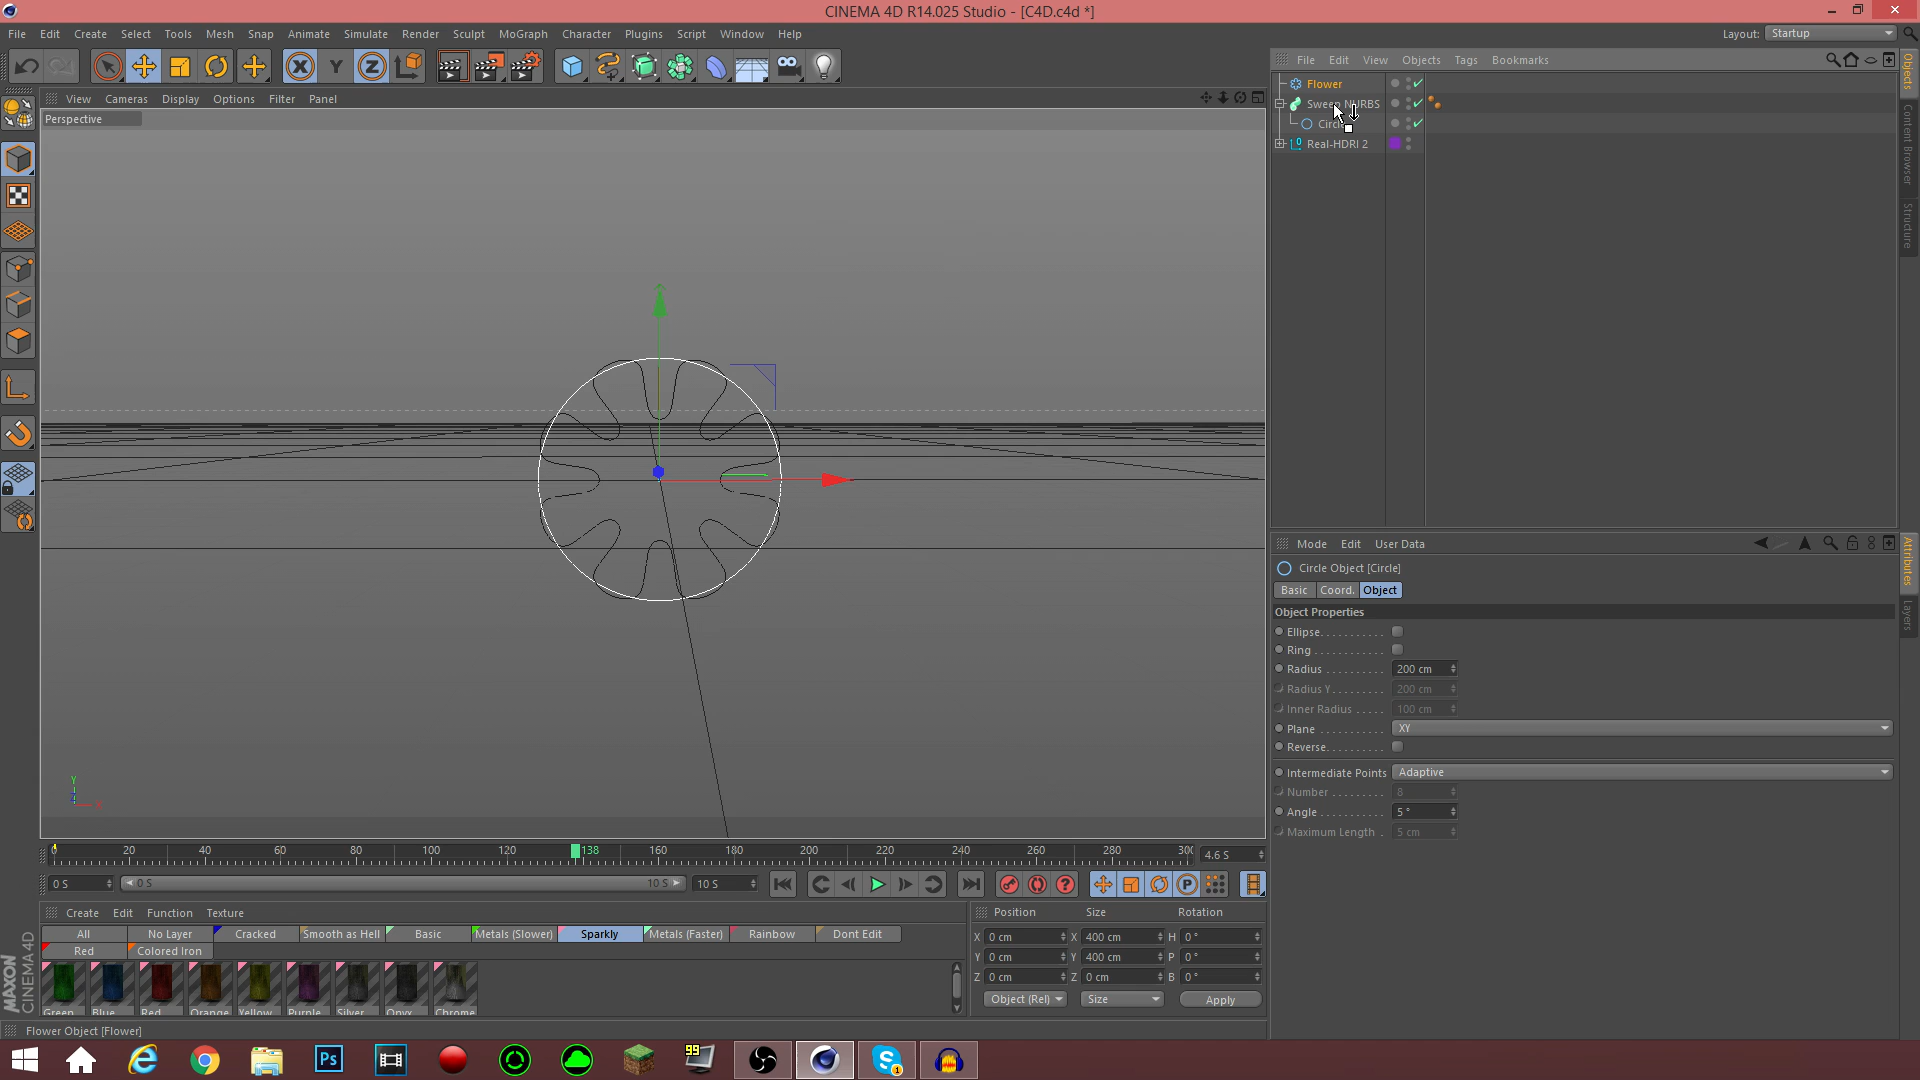 CINEMA 4D R14.025 Studio - [C4D.c4d *]
File Edit Create Select Tools Mesh Snap Animate Simulate Render Sculpt MoGraph Character Plugins Script Window Help
Layout: Startup
File Edit View Objects Tags Bookmarks
View Cameras Display Options Filter Panel
Perspective
Flower
Sweep NURBS
Circle
Real-HDRI 2
Objects
Content Browser
Structure
Mode Edit User Data
Circle Object [Circle]
Basic Coord. Object
Object Properties
Ellipse
Ring
Radius 200 cm
Radius Y 200 cm
Inner Radius 100 cm
Plane XY
Reverse
Intermediate Points Adaptive
Number 8
Angle 5 °
Maximum Length 5 cm
Attributes
Layers
Y
X
Z
0 20 40 60 80 100 120 138 160 180 200 220 240 260 280 300
4.6 S
0 S 0 S 10 S 10 S
Create Edit Function Texture
All No Layer Cracked Smooth as Hell Basic Metals (Slower) Sparkly Metals (Faster) Rainbow Dont Edit
Red Colored Iron
Green Blue Red Orange Yellow Purple Silver Onyx Chrome
Position Size Rotation
X 0 cm X 400 cm H 0 °
Y 0 cm Y 400 cm P 0 °
Z 0 cm Z 0 cm B 0 °
Object (Rel) Size Apply
MAXON
CINEMA 4D
Flower Object [Flower]
Ps
99
1